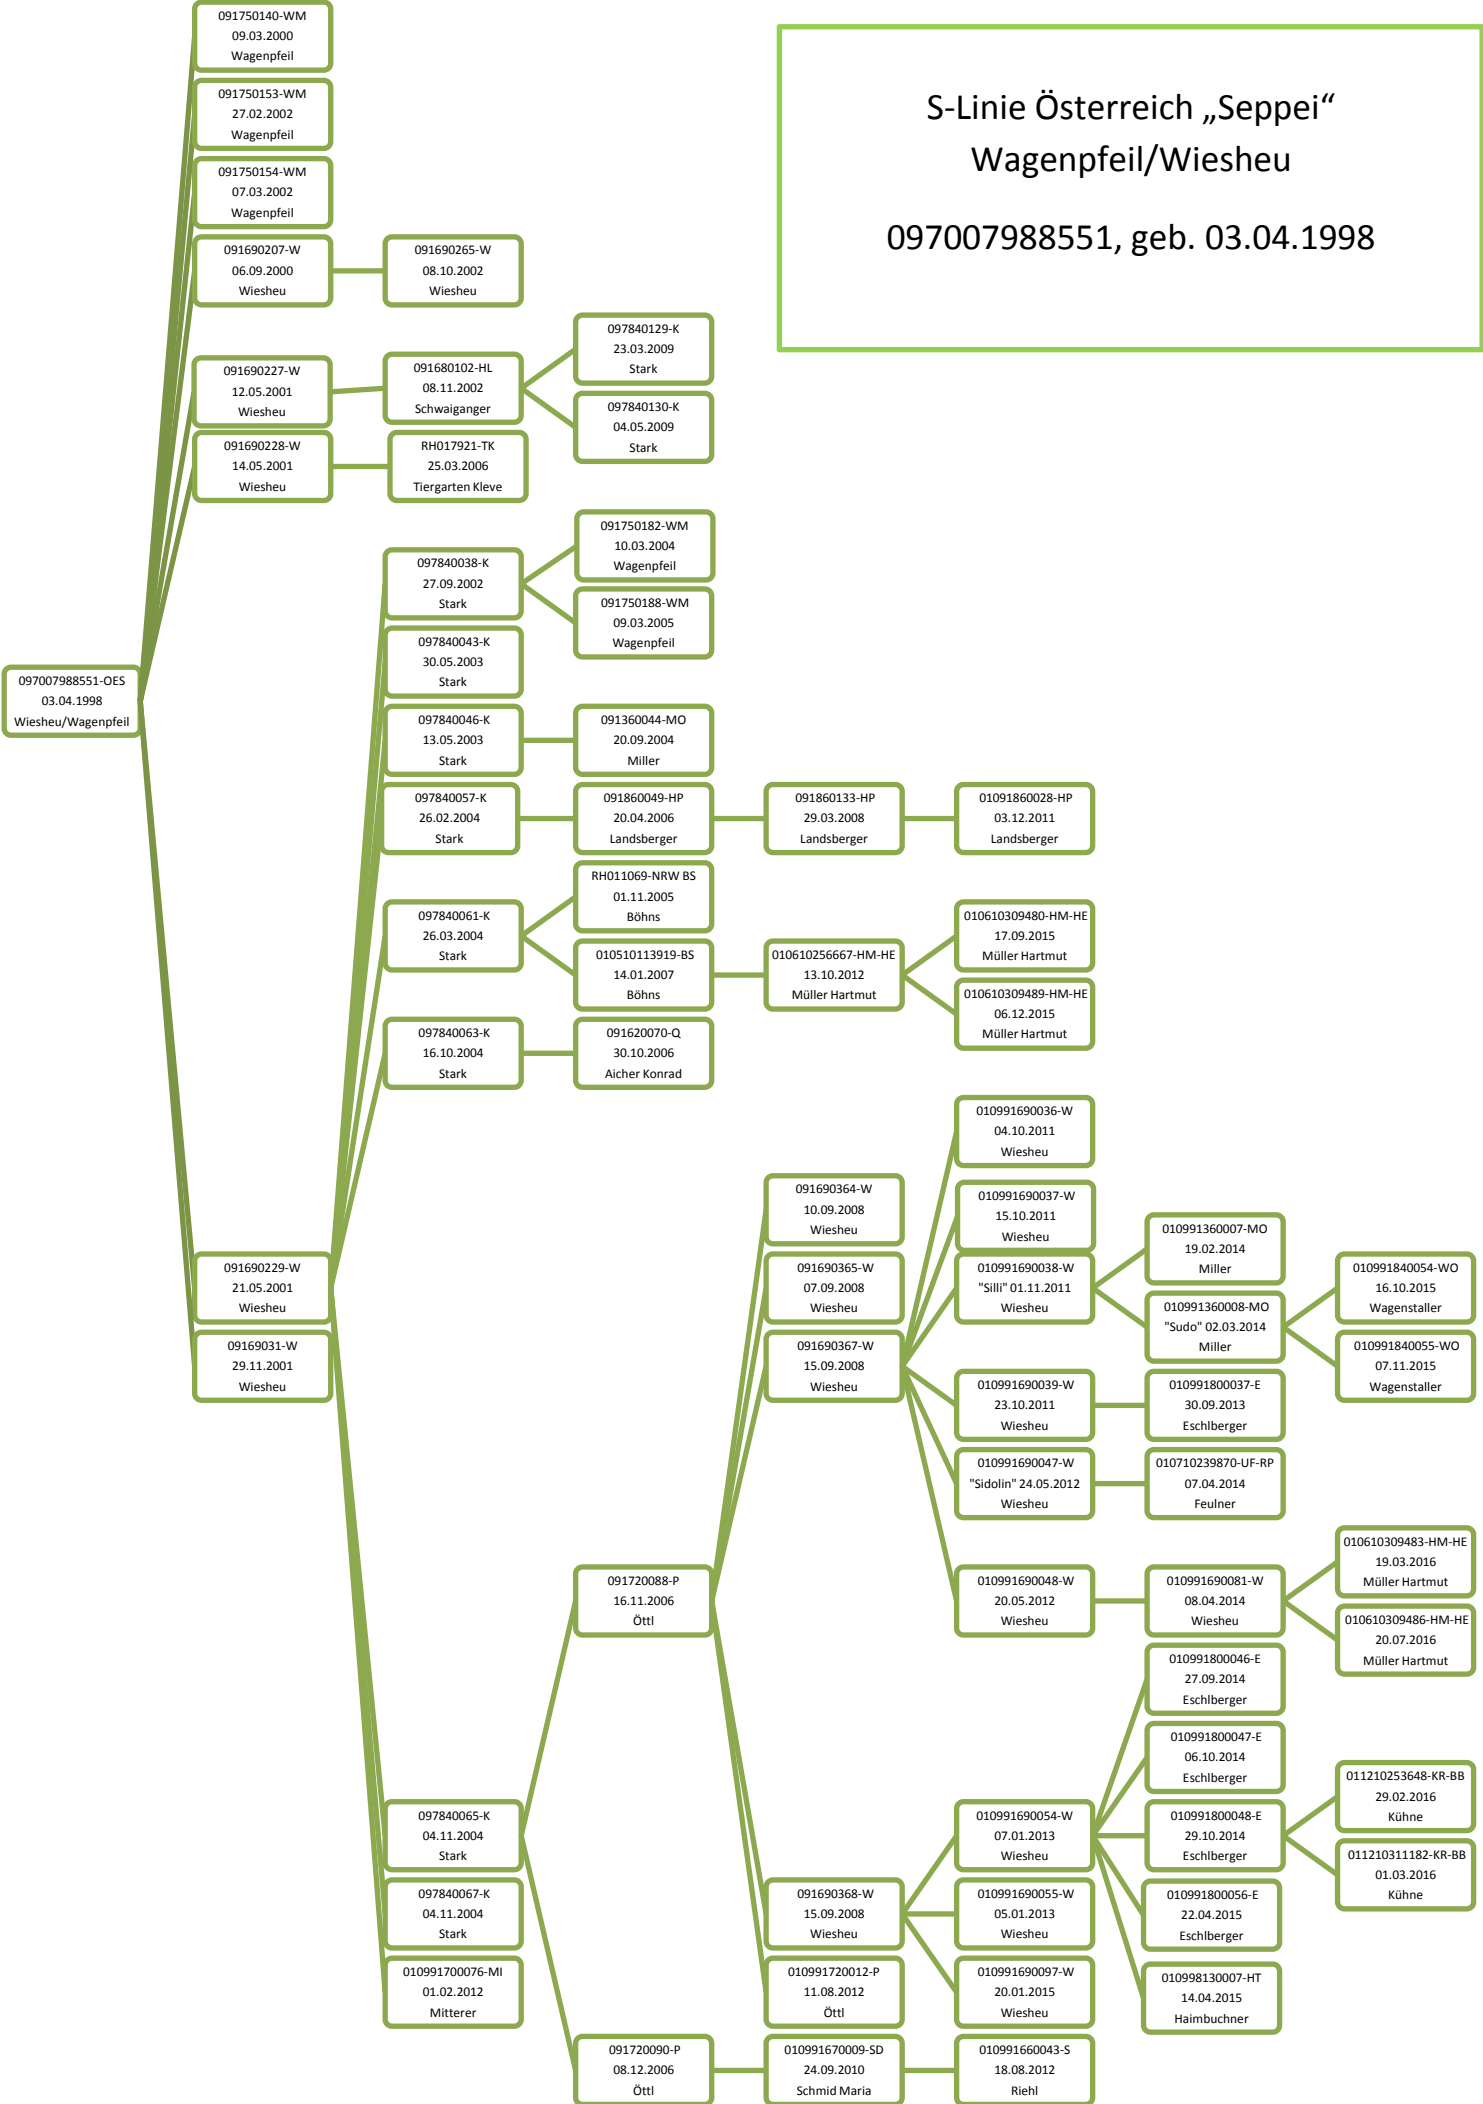 S-Linie Österreich „Seppei“
Wagenpfeil/Wiesheu
097007988551, geb. 03.04.1998
097007988551-OES
03.04.1998
Wiesheu/Wagenpfeil
091750140-WM
09.03.2000
Wagenpfeil
091750153-WM
27.02.2002
Wagenpfeil
091750154-WM
07.03.2002
Wagenpfeil
091690207-W
06.09.2000
Wiesheu
091690265-W
08.10.2002
Wiesheu
091690227-W
12.05.2001
Wiesheu
091680102-HL
08.11.2002
Schwaiganger
097840129-K
23.03.2009
Stark
097840130-K
04.05.2009
Stark
091690228-W
14.05.2001
Wiesheu
RH017921-TK
25.03.2006
Tiergarten Kleve
091690229-W
21.05.2001
Wiesheu
097840038-K
27.09.2002
Stark
091750182-WM
10.03.2004
Wagenpfeil
091750188-WM
09.03.2005
Wagenpfeil
097840043-K
30.05.2003
Stark
097840046-K
13.05.2003
Stark
091360044-MO
20.09.2004
Miller
097840057-K
26.02.2004
Stark
091860049-HP
20.04.2006
Landsberger
091860133-HP
29.03.2008
Landsberger
01091860028-HP
03.12.2011
Landsberger
097840061-K
26.03.2004
Stark
RH011069-NRW BS
01.11.2005
Böhns
010510113919-BS
14.01.2007
Böhns
010610256667-HM-HE
13.10.2012
Müller Hartmut
010610309480-HM-HE
17.09.2015
Müller Hartmut
010610309489-HM-HE
06.12.2015
Müller Hartmut
097840063-K
16.10.2004
Stark
091620070-Q
30.10.2006
Aicher Konrad
097840065-K
04.11.2004
Stark
091720088-P
16.11.2006
Öttl
091690364-W
10.09.2008
Wiesheu
091690365-W
07.09.2008
Wiesheu
091690367-W
15.09.2008
Wiesheu
010991690036-W
04.10.2011
Wiesheu
010991690037-W
15.10.2011
Wiesheu
010991690038-W
"Silli" 01.11.2011
Wiesheu
010991360007-MO
19.02.2014
Miller
010991360008-MO
"Sudo" 02.03.2014
Miller
010991840054-WO
16.10.2015
Wagenstaller
010991840055-WO
07.11.2015
Wagenstaller
010991690039-W
23.10.2011
Wiesheu
010991800037-E
30.09.2013
Eschlberger
010991690047-W
"Sidolin" 24.05.2012
Wiesheu
010710239870-UF-RP
07.04.2014
Feulner
010991690048-W
20.05.2012
Wiesheu
010991690081-W
08.04.2014
Wiesheu
010610309483-HM-HE
19.03.2016
Müller Hartmut
010610309486-HM-HE
20.07.2016
Müller Hartmut
091690368-W
15.09.2008
Wiesheu
010991690054-W
07.01.2013
Wiesheu
010991800046-E
27.09.2014
Eschlberger
010991800047-E
06.10.2014
Eschlberger
010991800048-E
29.10.2014
Eschlberger
011210253648-KR-BB
29.02.2016
Kühne
011210311182-KR-BB
01.03.2016
Kühne
010991800056-E
22.04.2015
Eschlberger
010998130007-HT
14.04.2015
Haimbuchner
010991690055-W
05.01.2013
Wiesheu
010991690097-W
20.01.2015
Wiesheu
010991720012-P
11.08.2012
Öttl
091720090-P
08.12.2006
Öttl
010991670009-SD
24.09.2010
Schmid Maria
010991660043-S
18.08.2012
Riehl
097840067-K
04.11.2004
Stark
010991700076-MI
01.02.2012
Mitterer
09169031-W
29.11.2001
Wiesheu